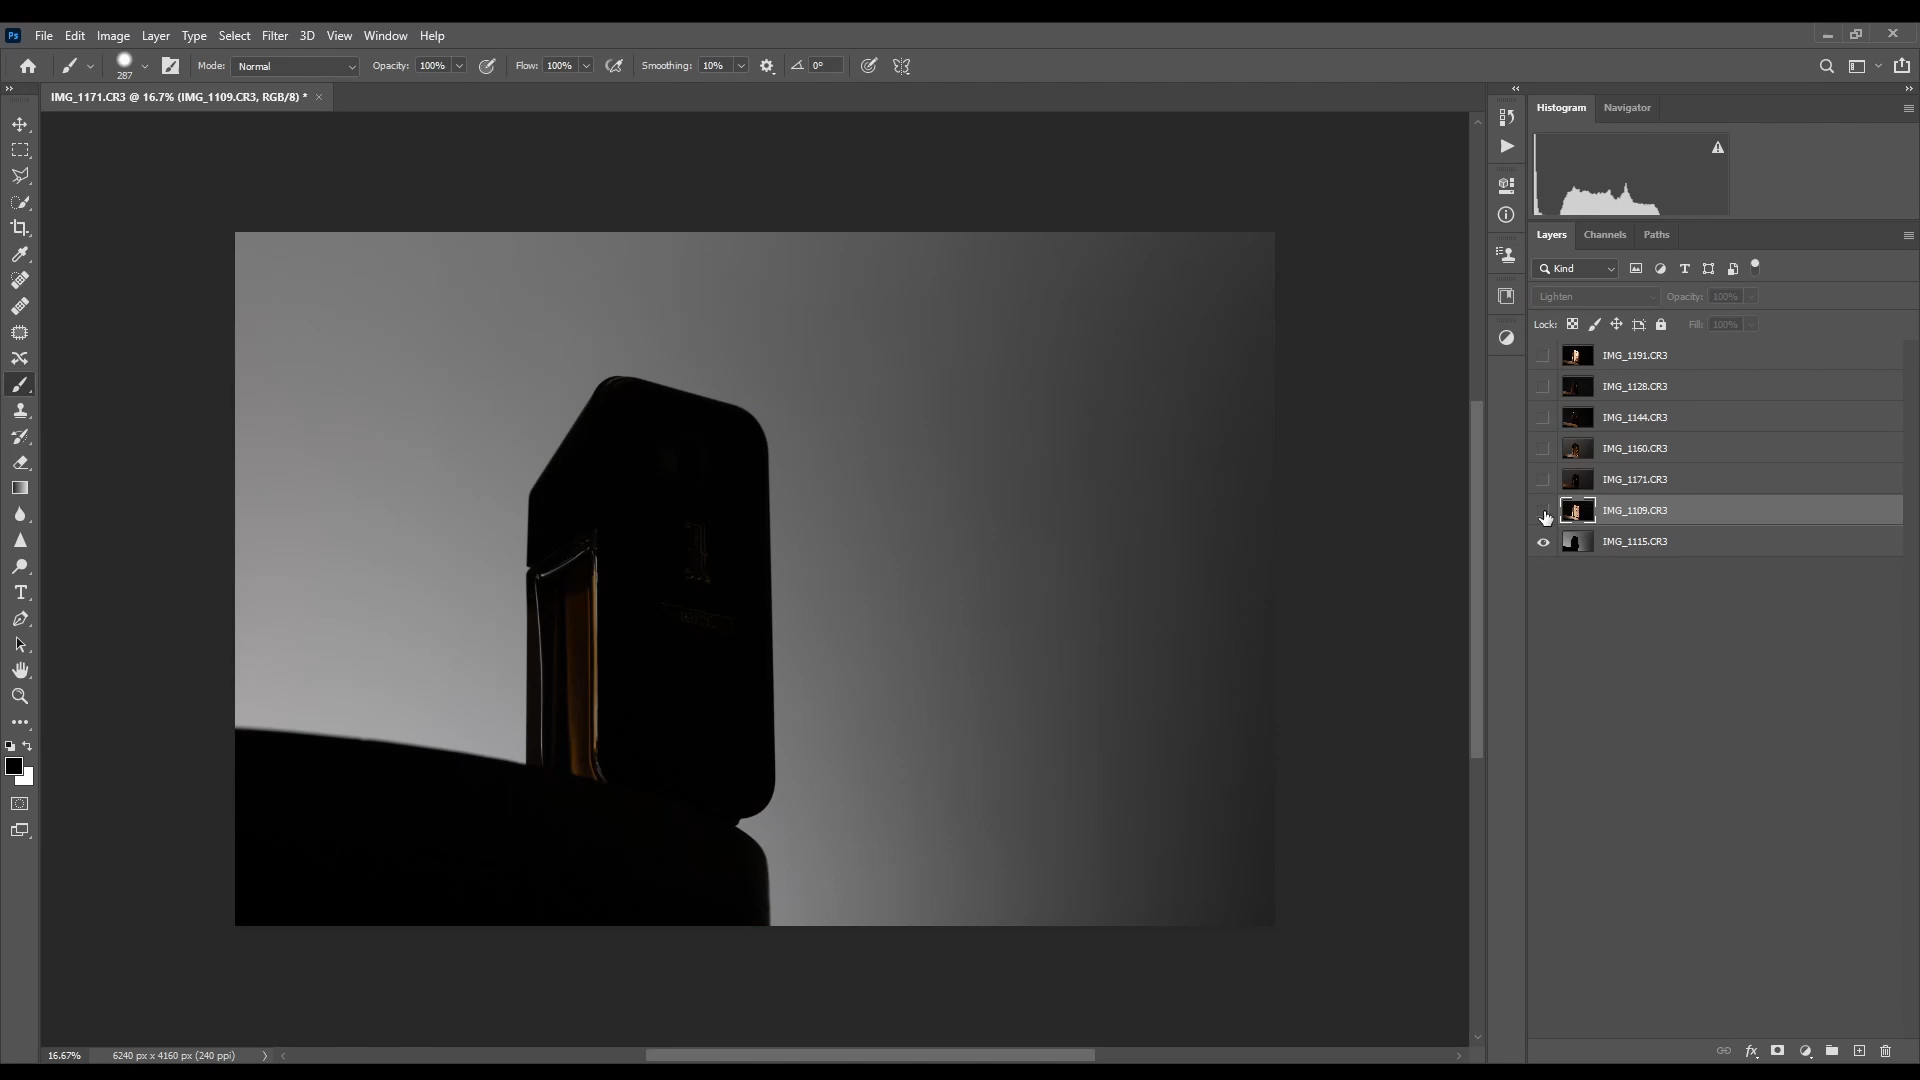 Ps File Edit Image Layer Type Select Filter 3D View Window Help
287 Mode: Normal Opacity: 100% Flow: 100% Smoothing: 10% 0°
IMG_1171.CR3 @ 16.7% (IMG_1109.CR3, RGB/8) *
Histogram Navigator
Layers Channels Paths
Kind
Lighten Opacity: 100%
Lock: Fill: 100%
IMG_1191.CR3
IMG_1128.CR3
IMG_1144.CR3
IMG_1160.CR3
IMG_1171.CR3
IMG_1109.CR3
IMG_1115.CR3
16.67% 6240 px x 4160 px (240 ppi)